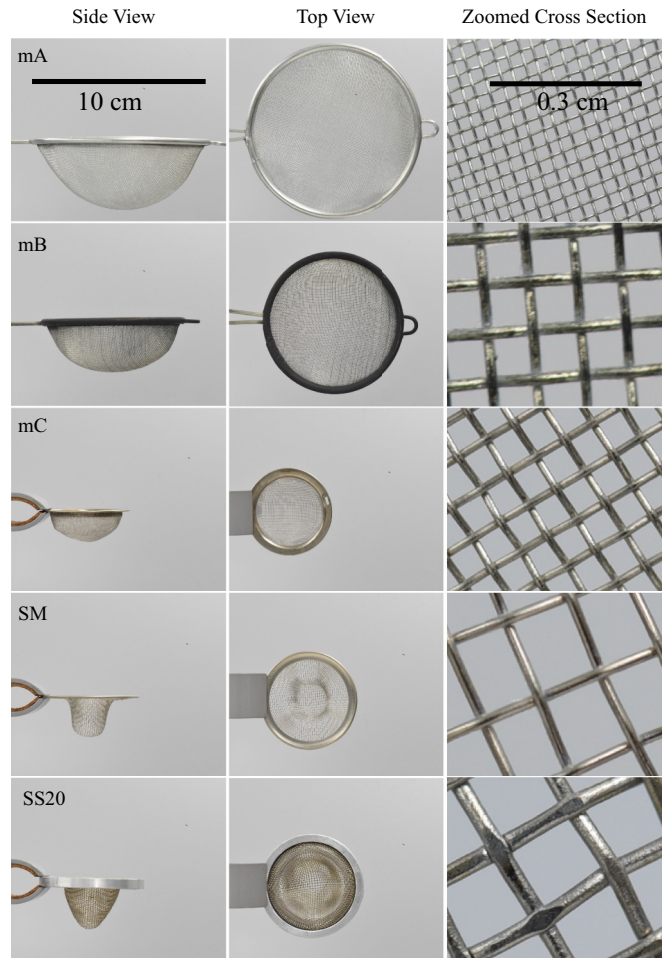 Side View
Top View
Zoomed Cross Section
mA
10 cm
0.3 cm
mB
mC
SM
SS20